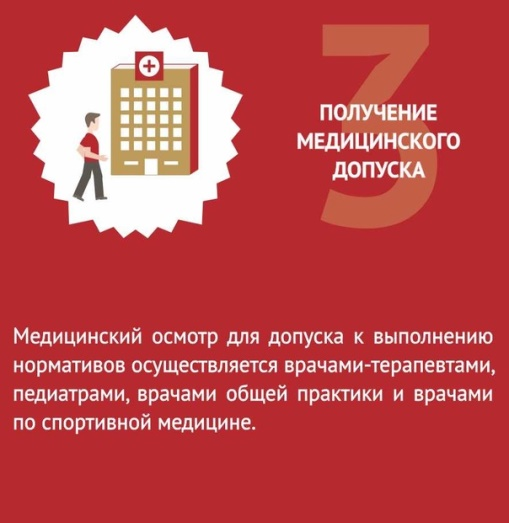 3
ПОЛУЧЕНИЕ
МЕДИЦИНСКОГО
ДОПУСКА
Медицинский осмотр для допуска к выполнению
нормативов осуществляется врачами-терапевтами,
педиатрами, врачами общей практики и врачами
по спортивной медицине.